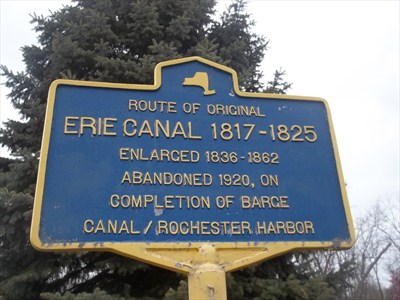 ROUTE OF ORIGINAL
ERIE CANAL 1817-1825
ENLARGED 1836-1862
ABANDONED 1920, ON
COMPLETION OF BARGE
CANAL / ROCHESTER HARBOR